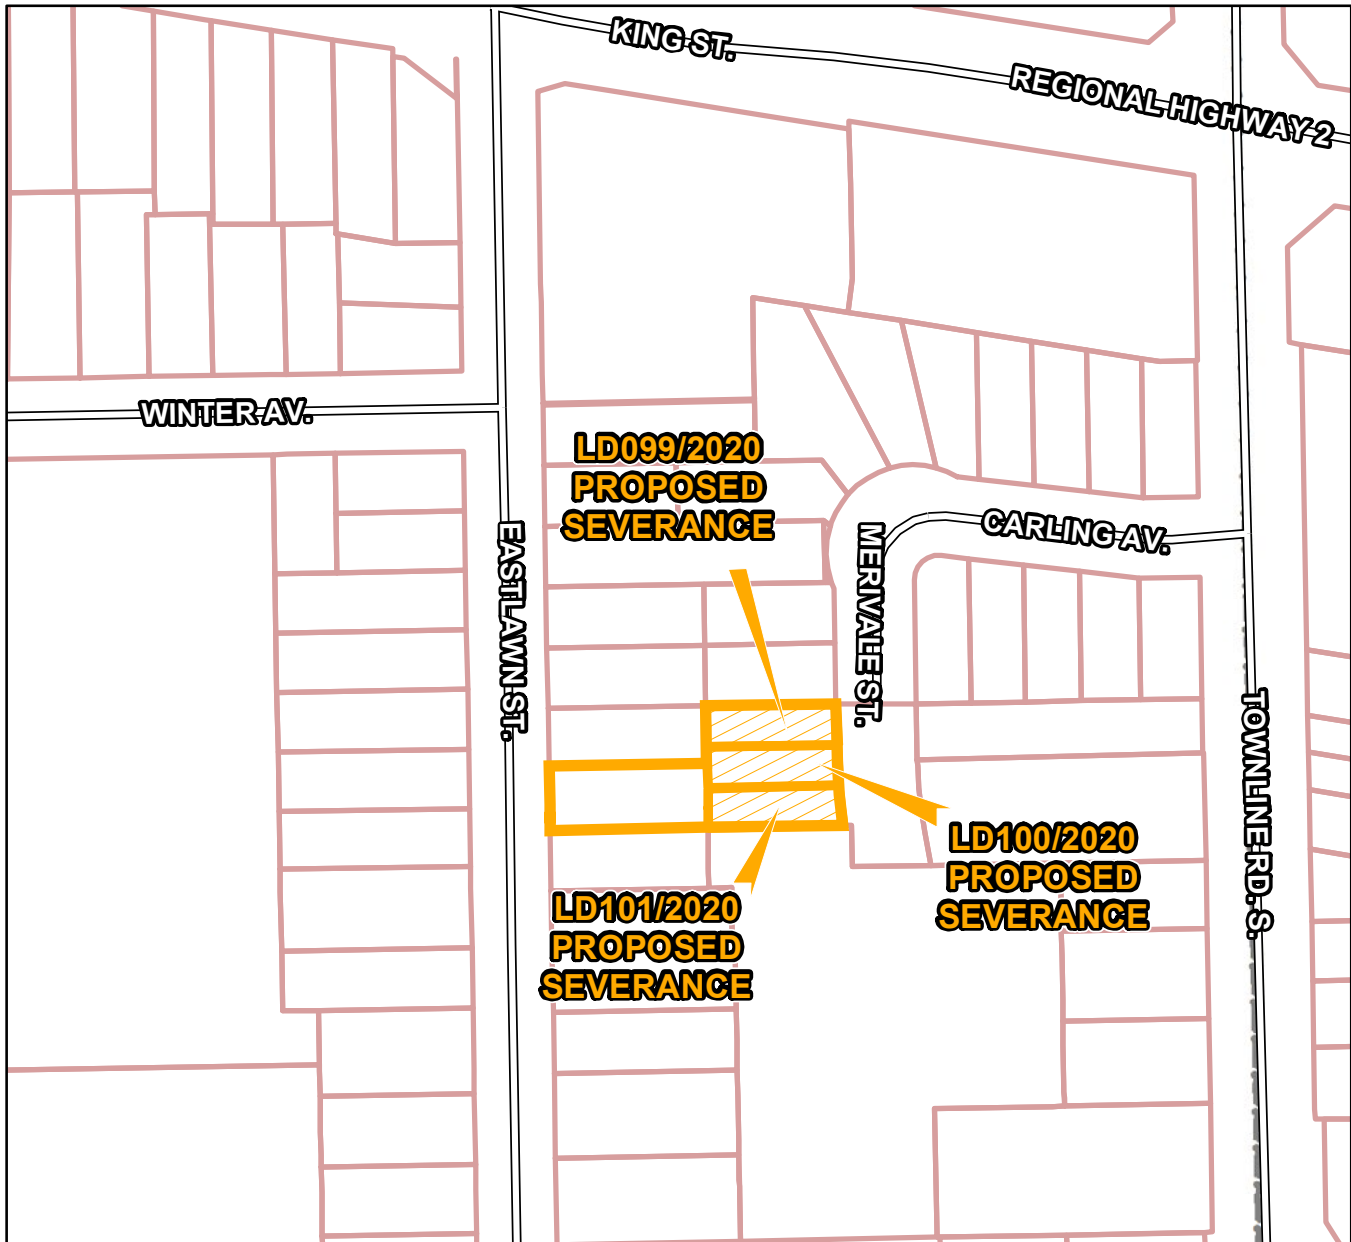 KING ST.
REGIONAL HIGHWAY 2
WINTER AV.
LD099/2020
PROPOSED
SEVERANCE
EASTLAWN ST.
MERIVALE ST.
CARLING AV.
TOWNLINE RD. S.
LD100/2020
PROPOSED
SEVERANCE
LD101/2020
PROPOSED
SEVERANCE